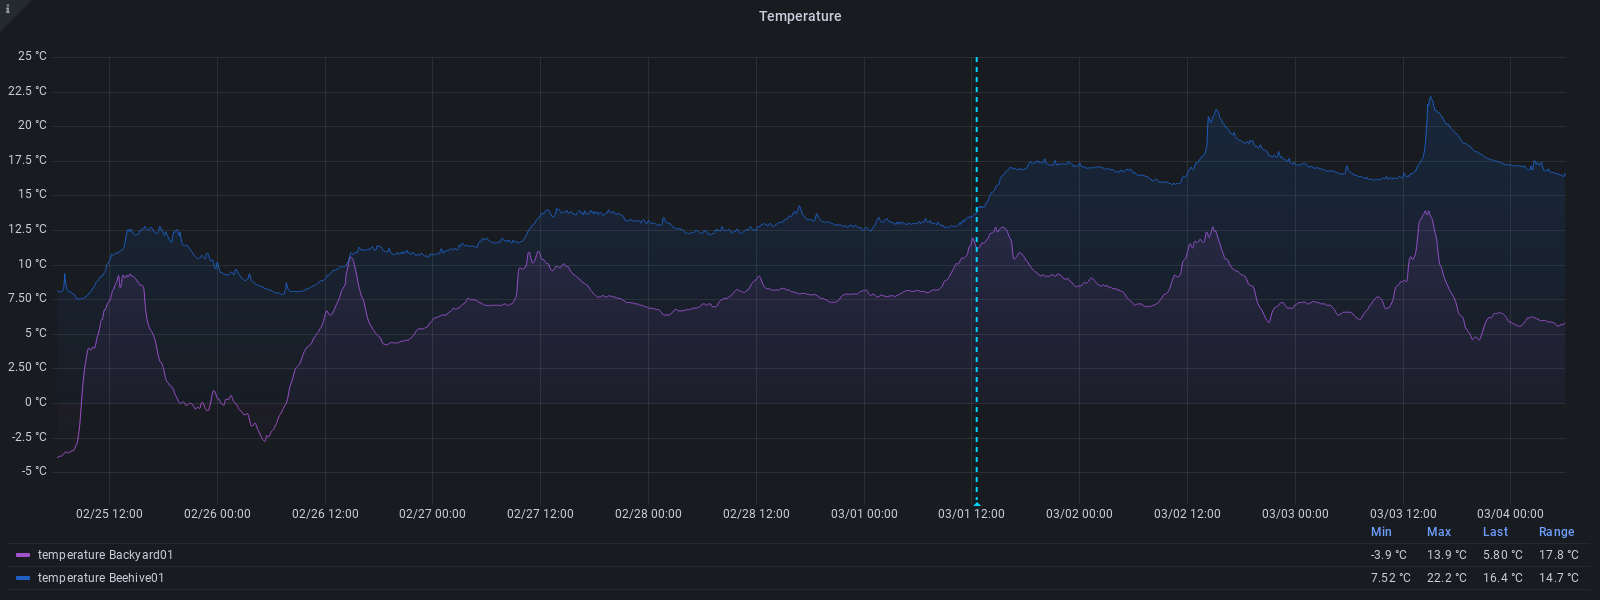 i
Temperature
25 °C
22.5 °C
20 °C
17.5 °C
15 °C
12.5 °C
10 °C
7.50 °C
5 °C
2.50 °C
0 °C
-2.5 °C
-5 °C
02/25 12:00 02/26 00:00 02/26 12:00 02/27 00:00 02/27 12:00 02/28 00:00 02/28 12:00 03/01 00:00 03/01 12:00 03/02 00:00 03/02 12:00 03/03 00:00 03/03 12:00 03/04 00:00
Min Max Last Range
temperature Backyard01 -3.9 °C 13.9 °C 5.80 °C 17.8 °C
temperature Beehive01 7.52 °C 22.2 °C 16.4 °C 14.7 °C